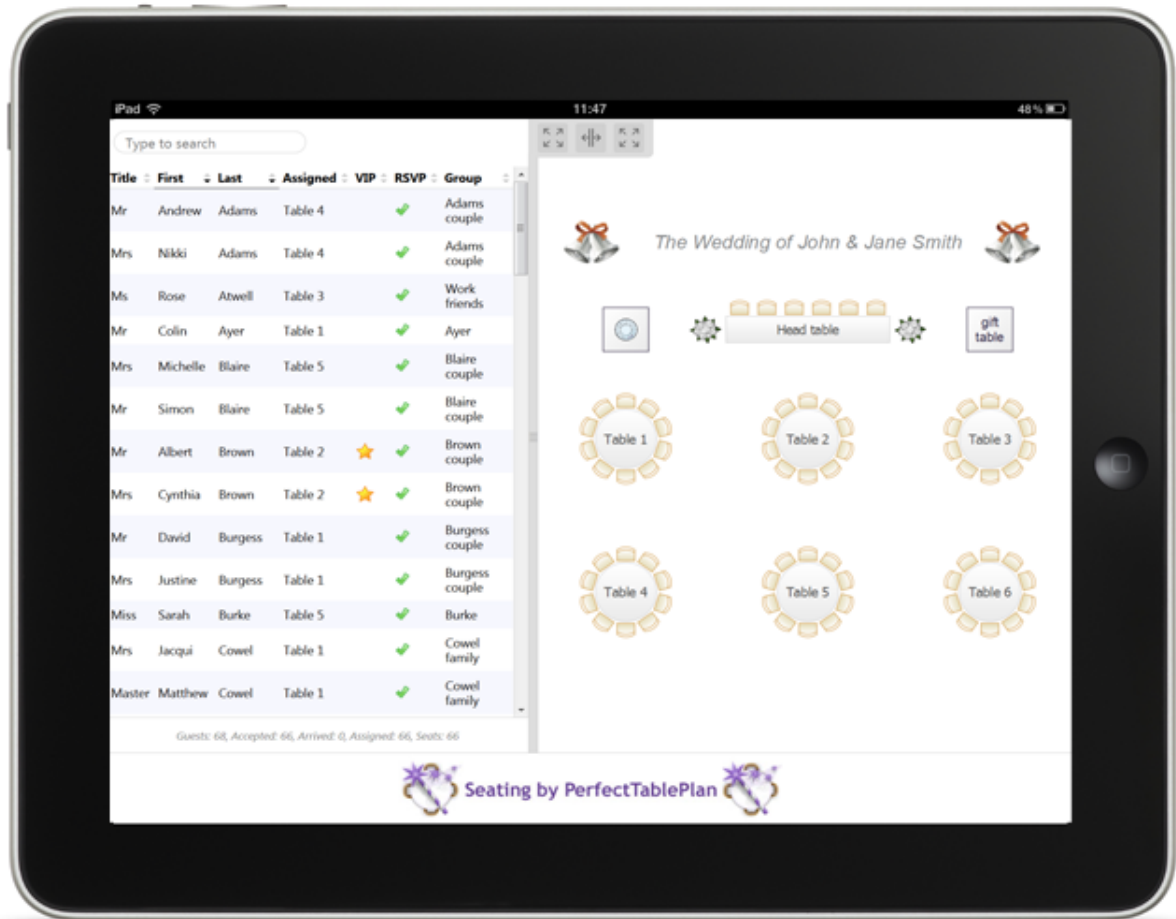 iPad 11:47 48%
Type to search
Title First Last Assigned VIP RSVP Group
Mr Andrew Adams Table 4 Adams couple
Mrs Nikki Adams Table 4 Adams couple
Ms Rose Atwell Table 3 Work friends
Mr Colin Ayer Table 1 Ayer
Mrs Michelle Blaire Table 5 Blaire couple
Mr Simon Blaire Table 5 Blaire couple
Mr Albert Brown Table 2 Brown couple
Mrs Cynthia Brown Table 2 Brown couple
Mr David Burgess Table 1 Burgess couple
Mrs Justine Burgess Table 1 Burgess couple
Miss Sarah Burke Table 5 Burke
Mrs Jacqui Cowel Table 1 Cowel family
Master Matthew Cowel Table 1 Cowel family
Guests: 68, Accepted: 66, Arrived: 0, Assigned: 66, Seats: 66
The Wedding of John & Jane Smith
Head table
gift
table
Table 1 Table 2 Table 3
Table 4 Table 5 Table 6
Seating by PerfectTablePlan